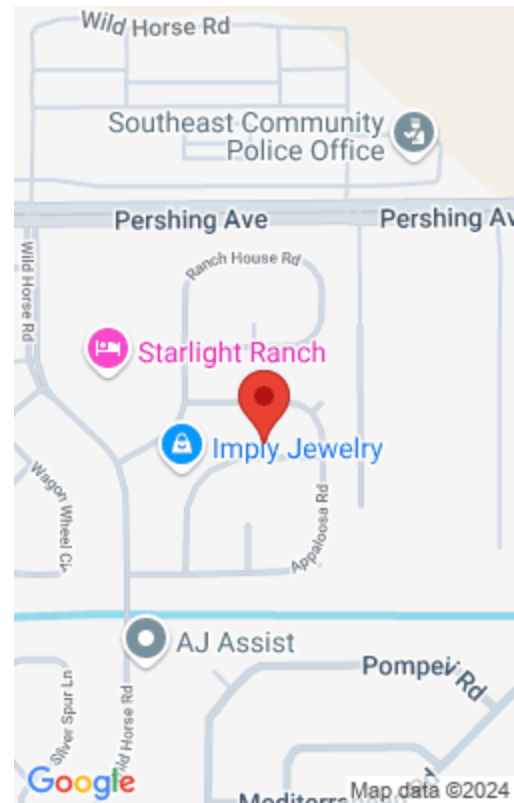 Wild Horse Rd
Southeast Community
Police Office
Pershing Ave
Pershing Av
Wild Horse Rd
Ranch House Rd
Starlight Ranch
Imply Jewelry
Wagon Wheel Cir
Appaloosa Rd
AJ Assist
Pompei Rd
Silver Spur Ln
ild Horse Rd
Google
Map data ©2024